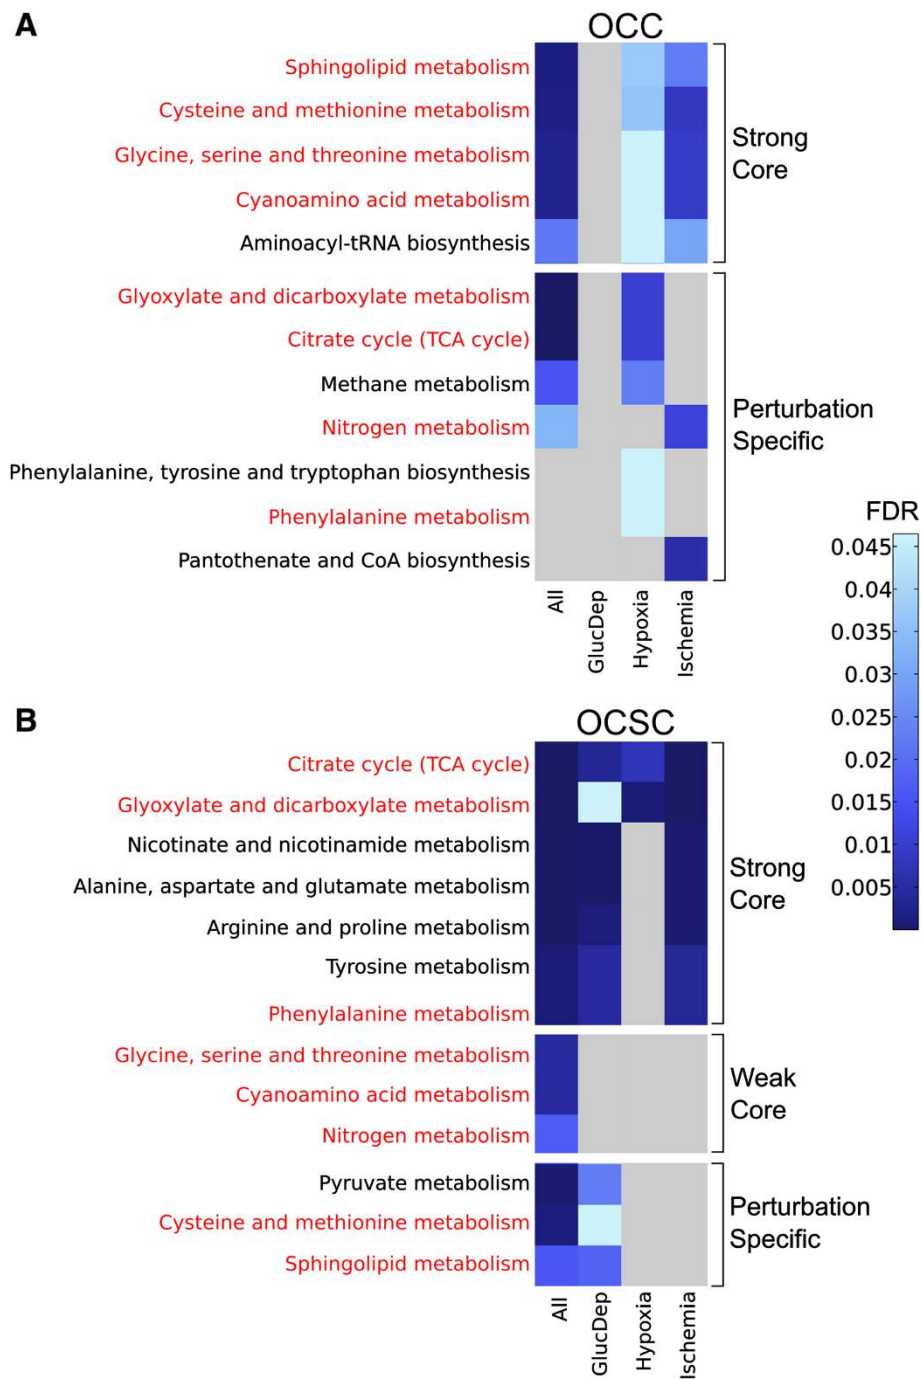 A
OCC
Sphingolipid metabolism
Cysteine and methionine metabolism
Glycine, serine and threonine metabolism
Cyanoamino acid metabolism
Aminoacyl-tRNA biosynthesis
Strong
Core
Glyoxylate and dicarboxylate metabolism
Citrate cycle (TCA cycle)
Methane metabolism
Nitrogen metabolism
Phenylalanine, tyrosine and tryptophan biosynthesis
Phenylalanine metabolism
Pantothenate and CoA biosynthesis
Perturbation
Specific
All
GlucDep
Hypoxia
Ischemia
FDR
0.045
0.04
0.035
0.03
0.025
0.02
0.015
0.01
0.005
B
OCSC
Citrate cycle (TCA cycle)
Glyoxylate and dicarboxylate metabolism
Nicotinate and nicotinamide metabolism
Alanine, aspartate and glutamate metabolism
Arginine and proline metabolism
Tyrosine metabolism
Phenylalanine metabolism
Strong
Core
Glycine, serine and threonine metabolism
Cyanoamino acid metabolism
Nitrogen metabolism
Weak
Core
Pyruvate metabolism
Cysteine and methionine metabolism
Sphingolipid metabolism
Perturbation
Specific
All
GlucDep
Hypoxia
Ischemia